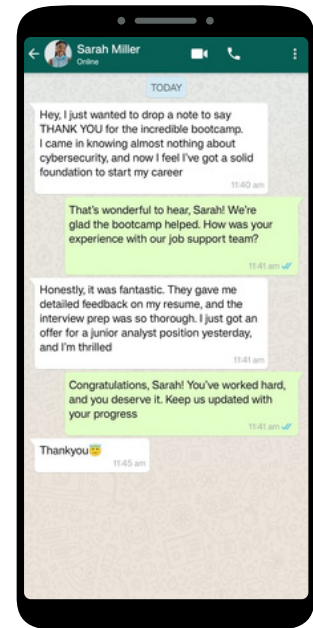 Sarah Miller
Online
TODAY
Hey, I just wanted to drop a note to say
THANK YOU for the incredible bootcamp.
I came in knowing almost nothing about
cybersecurity, and now I feel I've got a solid
foundation to start my career
11:40 am
That's wonderful to hear, Sarah! We're
glad the bootcamp helped. How was your
experience with our job support team?
11:41 am
Honestly, it was fantastic. They gave me
detailed feedback on my resume, and the
interview prep was so thorough. I just got an
offer for a junior analyst position yesterday,
and I'm thrilled
11:41 am
Congratulations, Sarah! You've worked hard,
and you deserve it. Keep us updated with
your progress
11:41 am
Thankyou😇
11:45 am